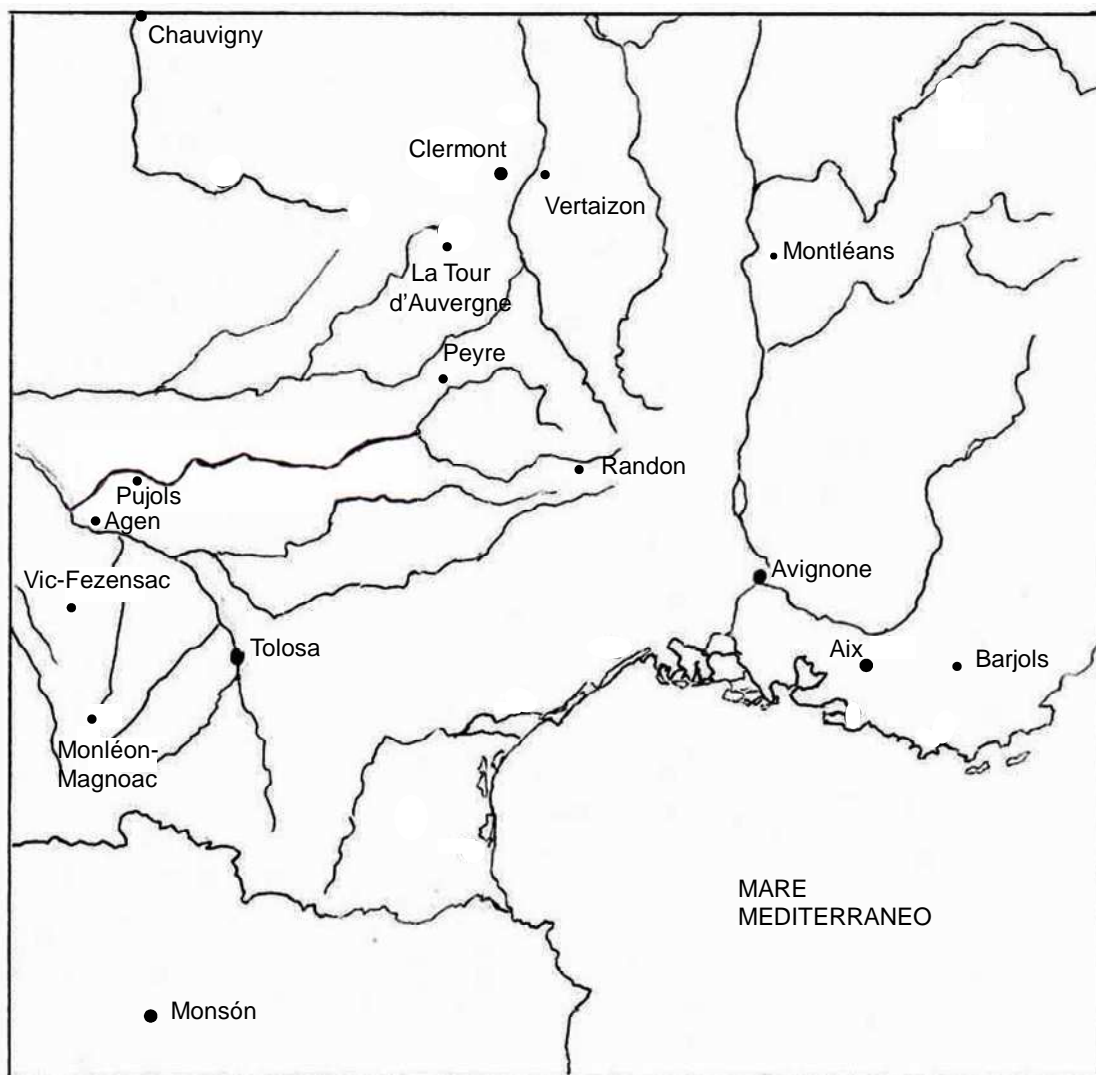 Chauvigny
Clermont
Vertaizon
La Tour
d’Auvergne
Montléans
Peyre
Randon
Pujols
Agen
Avignone
Vic-Fezensac
Tolosa
Aix
Barjols
Monléon-
Magnoac
MARE
MEDITERRANEO
Monsón